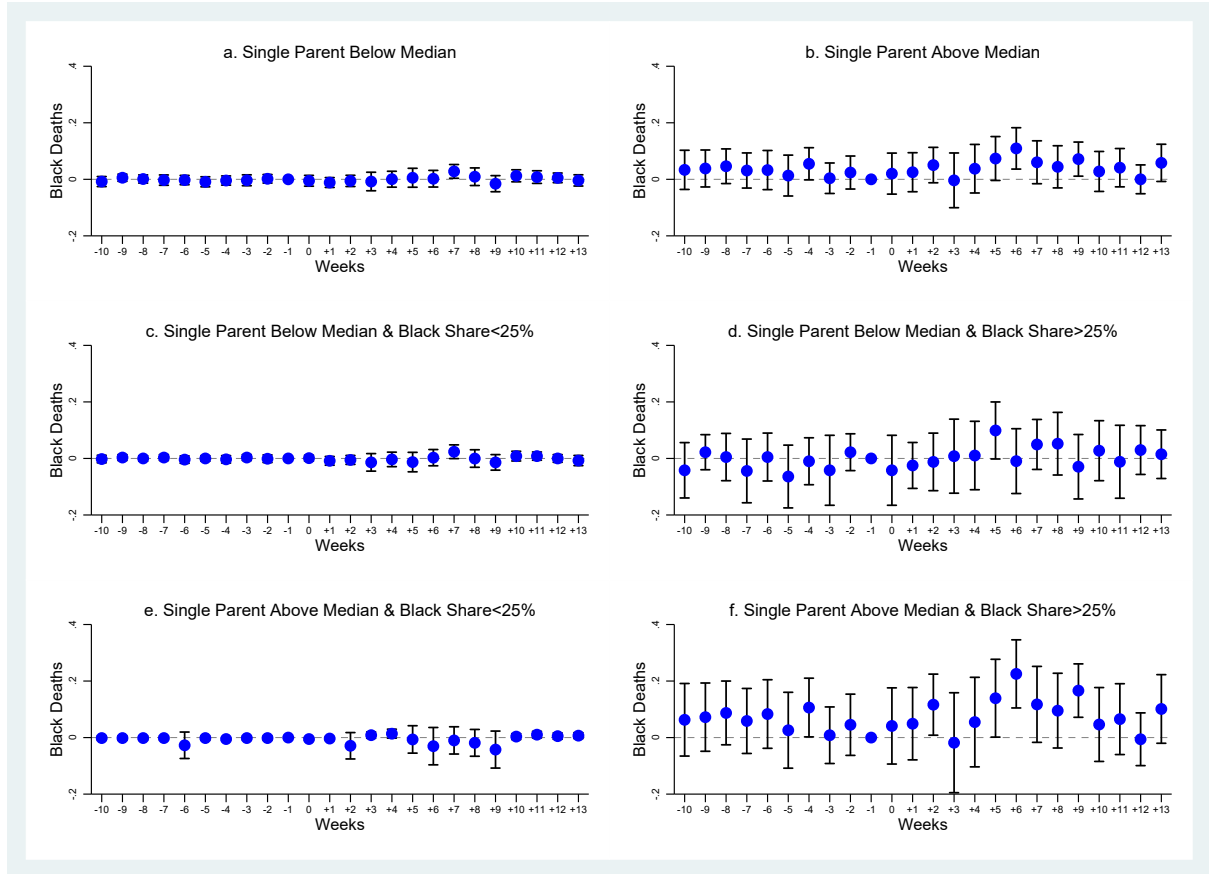 a. Single Parent Below Median
Black Deaths
.4
.2
0
-.2
-10 -9 -8 -7 -6 -5 -4 -3 -2 -1 0 +1 +2 +3 +4 +5 +6 +7 +8 +9 +10 +11 +12 +13
Weeks
b. Single Parent Above Median
Black Deaths
.4
.2
0
-.2
-10 -9 -8 -7 -6 -5 -4 -3 -2 -1 0 +1 +2 +3 +4 +5 +6 +7 +8 +9 +10 +11 +12 +13
Weeks
c. Single Parent Below Median & Black Share<25%
Black Deaths
.4
.2
0
-.2
-10 -9 -8 -7 -6 -5 -4 -3 -2 -1 0 +1 +2 +3 +4 +5 +6 +7 +8 +9 +10 +11 +12 +13
Weeks
d. Single Parent Below Median & Black Share>25%
Black Deaths
.4
.2
0
-.2
-10 -9 -8 -7 -6 -5 -4 -3 -2 -1 0 +1 +2 +3 +4 +5 +6 +7 +8 +9 +10 +11 +12 +13
Weeks
e. Single Parent Above Median & Black Share<25%
Black Deaths
.4
.2
0
-.2
-10 -9 -8 -7 -6 -5 -4 -3 -2 -1 0 +1 +2 +3 +4 +5 +6 +7 +8 +9 +10 +11 +12 +13
Weeks
f. Single Parent Above Median & Black Share>25%
Black Deaths
.4
.2
0
-.2
-10 -9 -8 -7 -6 -5 -4 -3 -2 -1 0 +1 +2 +3 +4 +5 +6 +7 +8 +9 +10 +11 +12 +13
Weeks